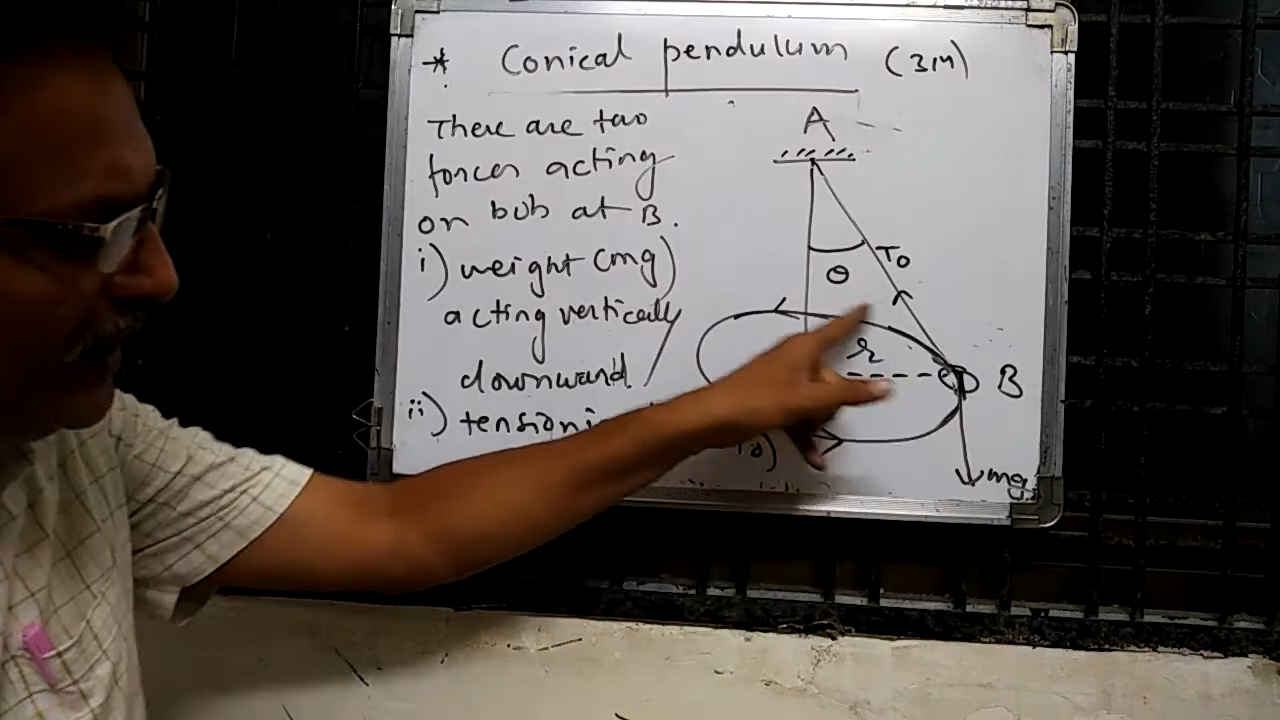 * Conical pendulum (3M)
There are two
forces acting
on bob at B.
i) weight (mg)
acting vertically
downward
ii) tension
A
θ
T0
r
B
mg